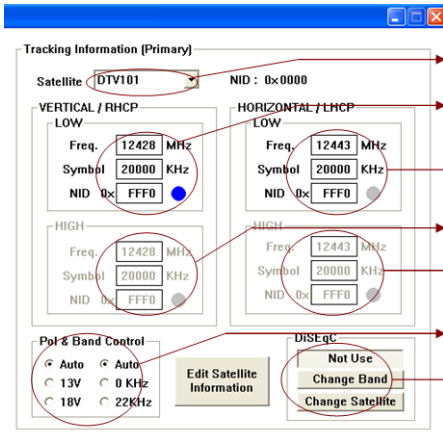 Tracking Information (Primary)
Satellite DTV101 NID : 0x0000
VERTICAL / RHCP
LOW
Freq. 12428 MHz
Symbol 20000 KHz
NID 0x FFF0
HORIZONTAL / LHCP
LOW
Freq. 12443 MHz
Symbol 20000 KHz
NID 0x FFF0
HIGH
Freq. 12428 MHz
Symbol 20000 KHz
NID 0x FFF0
HIGH
Freq. 12443 MHz
Symbol 20000 KHz
NID 0x FFF0
Pol & Band Control
Auto Auto
13V 0 KHz
18V 22KHz
Edit Satellite
Information
DiSEqC
Not Use
Change Band
Change Satellite